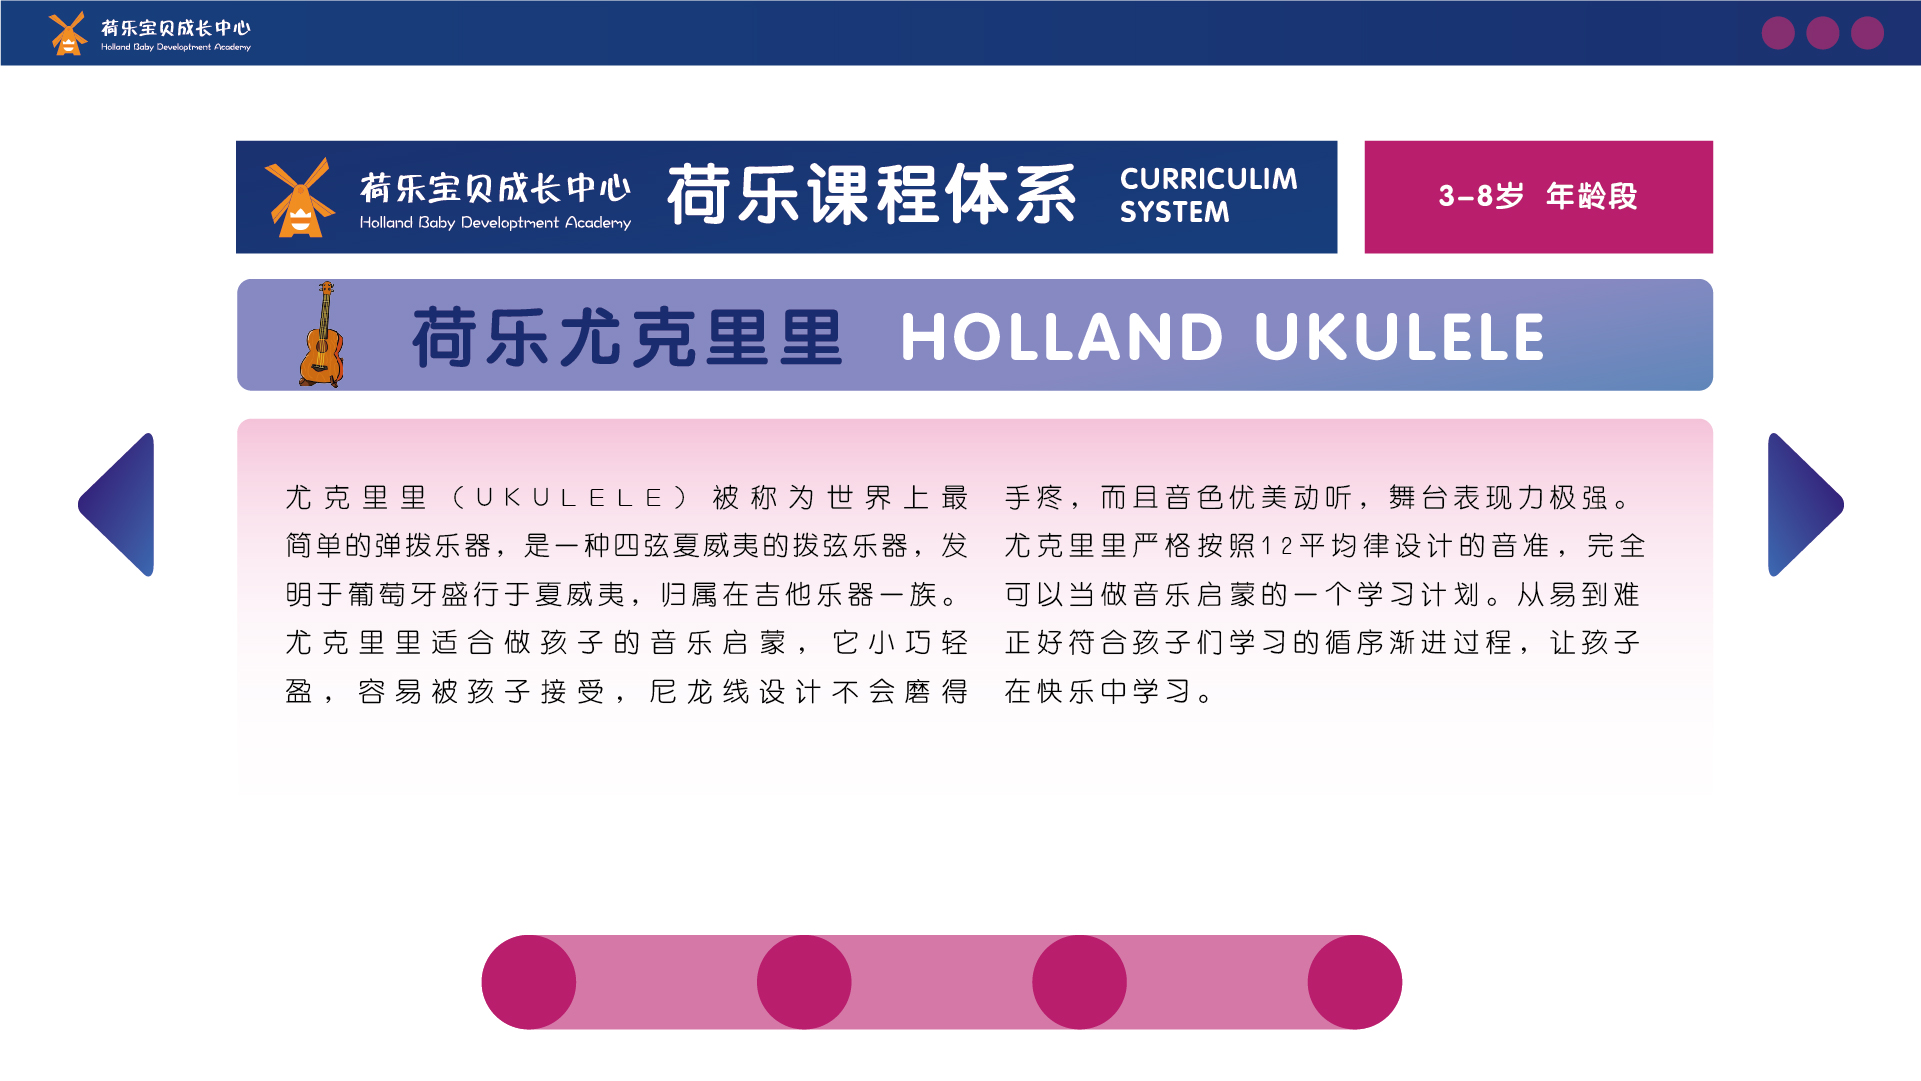 荷乐宝贝成长中心
Holland Baby Developtment Academy
荷乐宝贝成长中心
Holland Baby Developtment Academy
荷乐课程体系
CURRICULIM
SYSTEM
3-8岁 年龄段
荷乐尤克里里 HOLLAND UKULELE
尤克里里（UKULELE）被称为世界上最
简单的弹拨乐器，是一种四弦夏威夷的拨弦乐器，发
明于葡萄牙盛行于夏威夷，归属在吉他乐器一族。
尤克里里适合做孩子的音乐启蒙，它小巧轻
盈，容易被孩子接受，尼龙线设计不会磨得
手疼，而且音色优美动听，舞台表现力极强。
尤克里里严格按照12平均律设计的音准，完全
可以当做音乐启蒙的一个学习计划。从易到难
正好符合孩子们学习的循序渐进过程，让孩子
在快乐中学习。